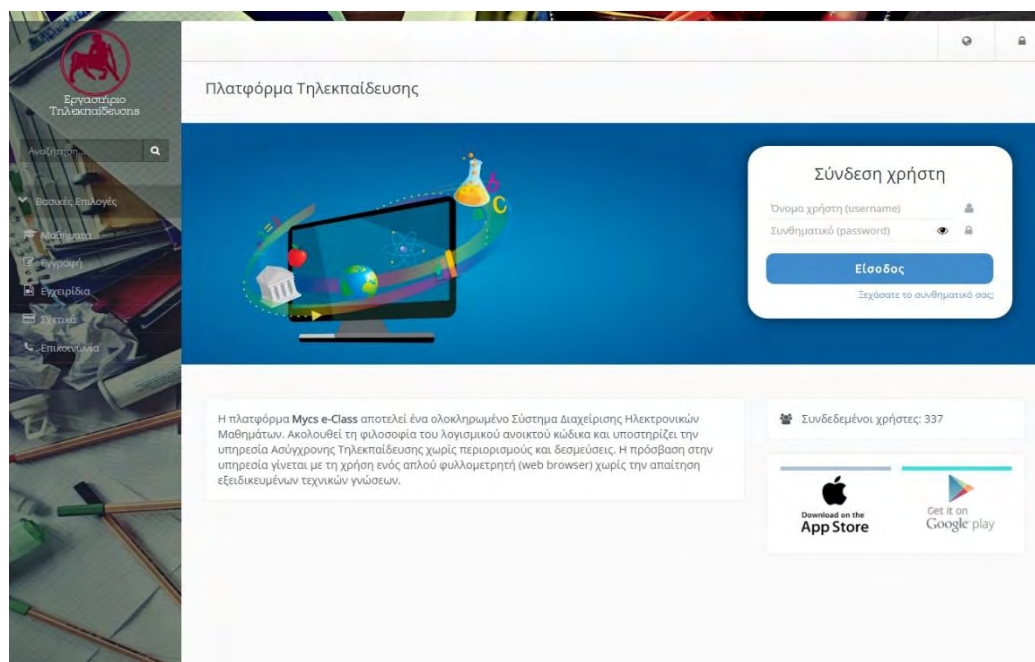 Εργαστήριο
Τηλεκπαίδευσης
Αναζήτηση...
Βασικές Επιλογές
Μαθήματα
Εγγραφή
Εγχειρίδια
Σχετικά
Επικοινωνία
Πλατφόρμα Τηλεκπαίδευσης
b
C
a
Σύνδεση χρήστη
Όνομα χρήστη (username)
Συνθηματικό (password)
Είσοδος
Ξεχάσατε το συνθηματικό σας;
Η πλατφόρμα Mycs e-Class αποτελεί ένα ολοκληρωμένο Σύστημα Διαχείρισης Ηλεκτρονικών
Μαθημάτων. Ακολουθεί τη φιλοσοφία του λογισμικού ανοικτού κώδικα και υποστηρίζει την
υπηρεσία Ασύγχρονης Τηλεκπαίδευσης χωρίς περιορισμούς και δεσμεύσεις. Η πρόσβαση στην
υπηρεσία γίνεται με τη χρήση ενός απλού φυλλομετρητή (web browser) χωρίς την απαίτηση
εξειδικευμένων τεχνικών γνώσεων.
Συνδεδεμένοι χρήστες: 337
Download on the
App Store
Get it on
Google play